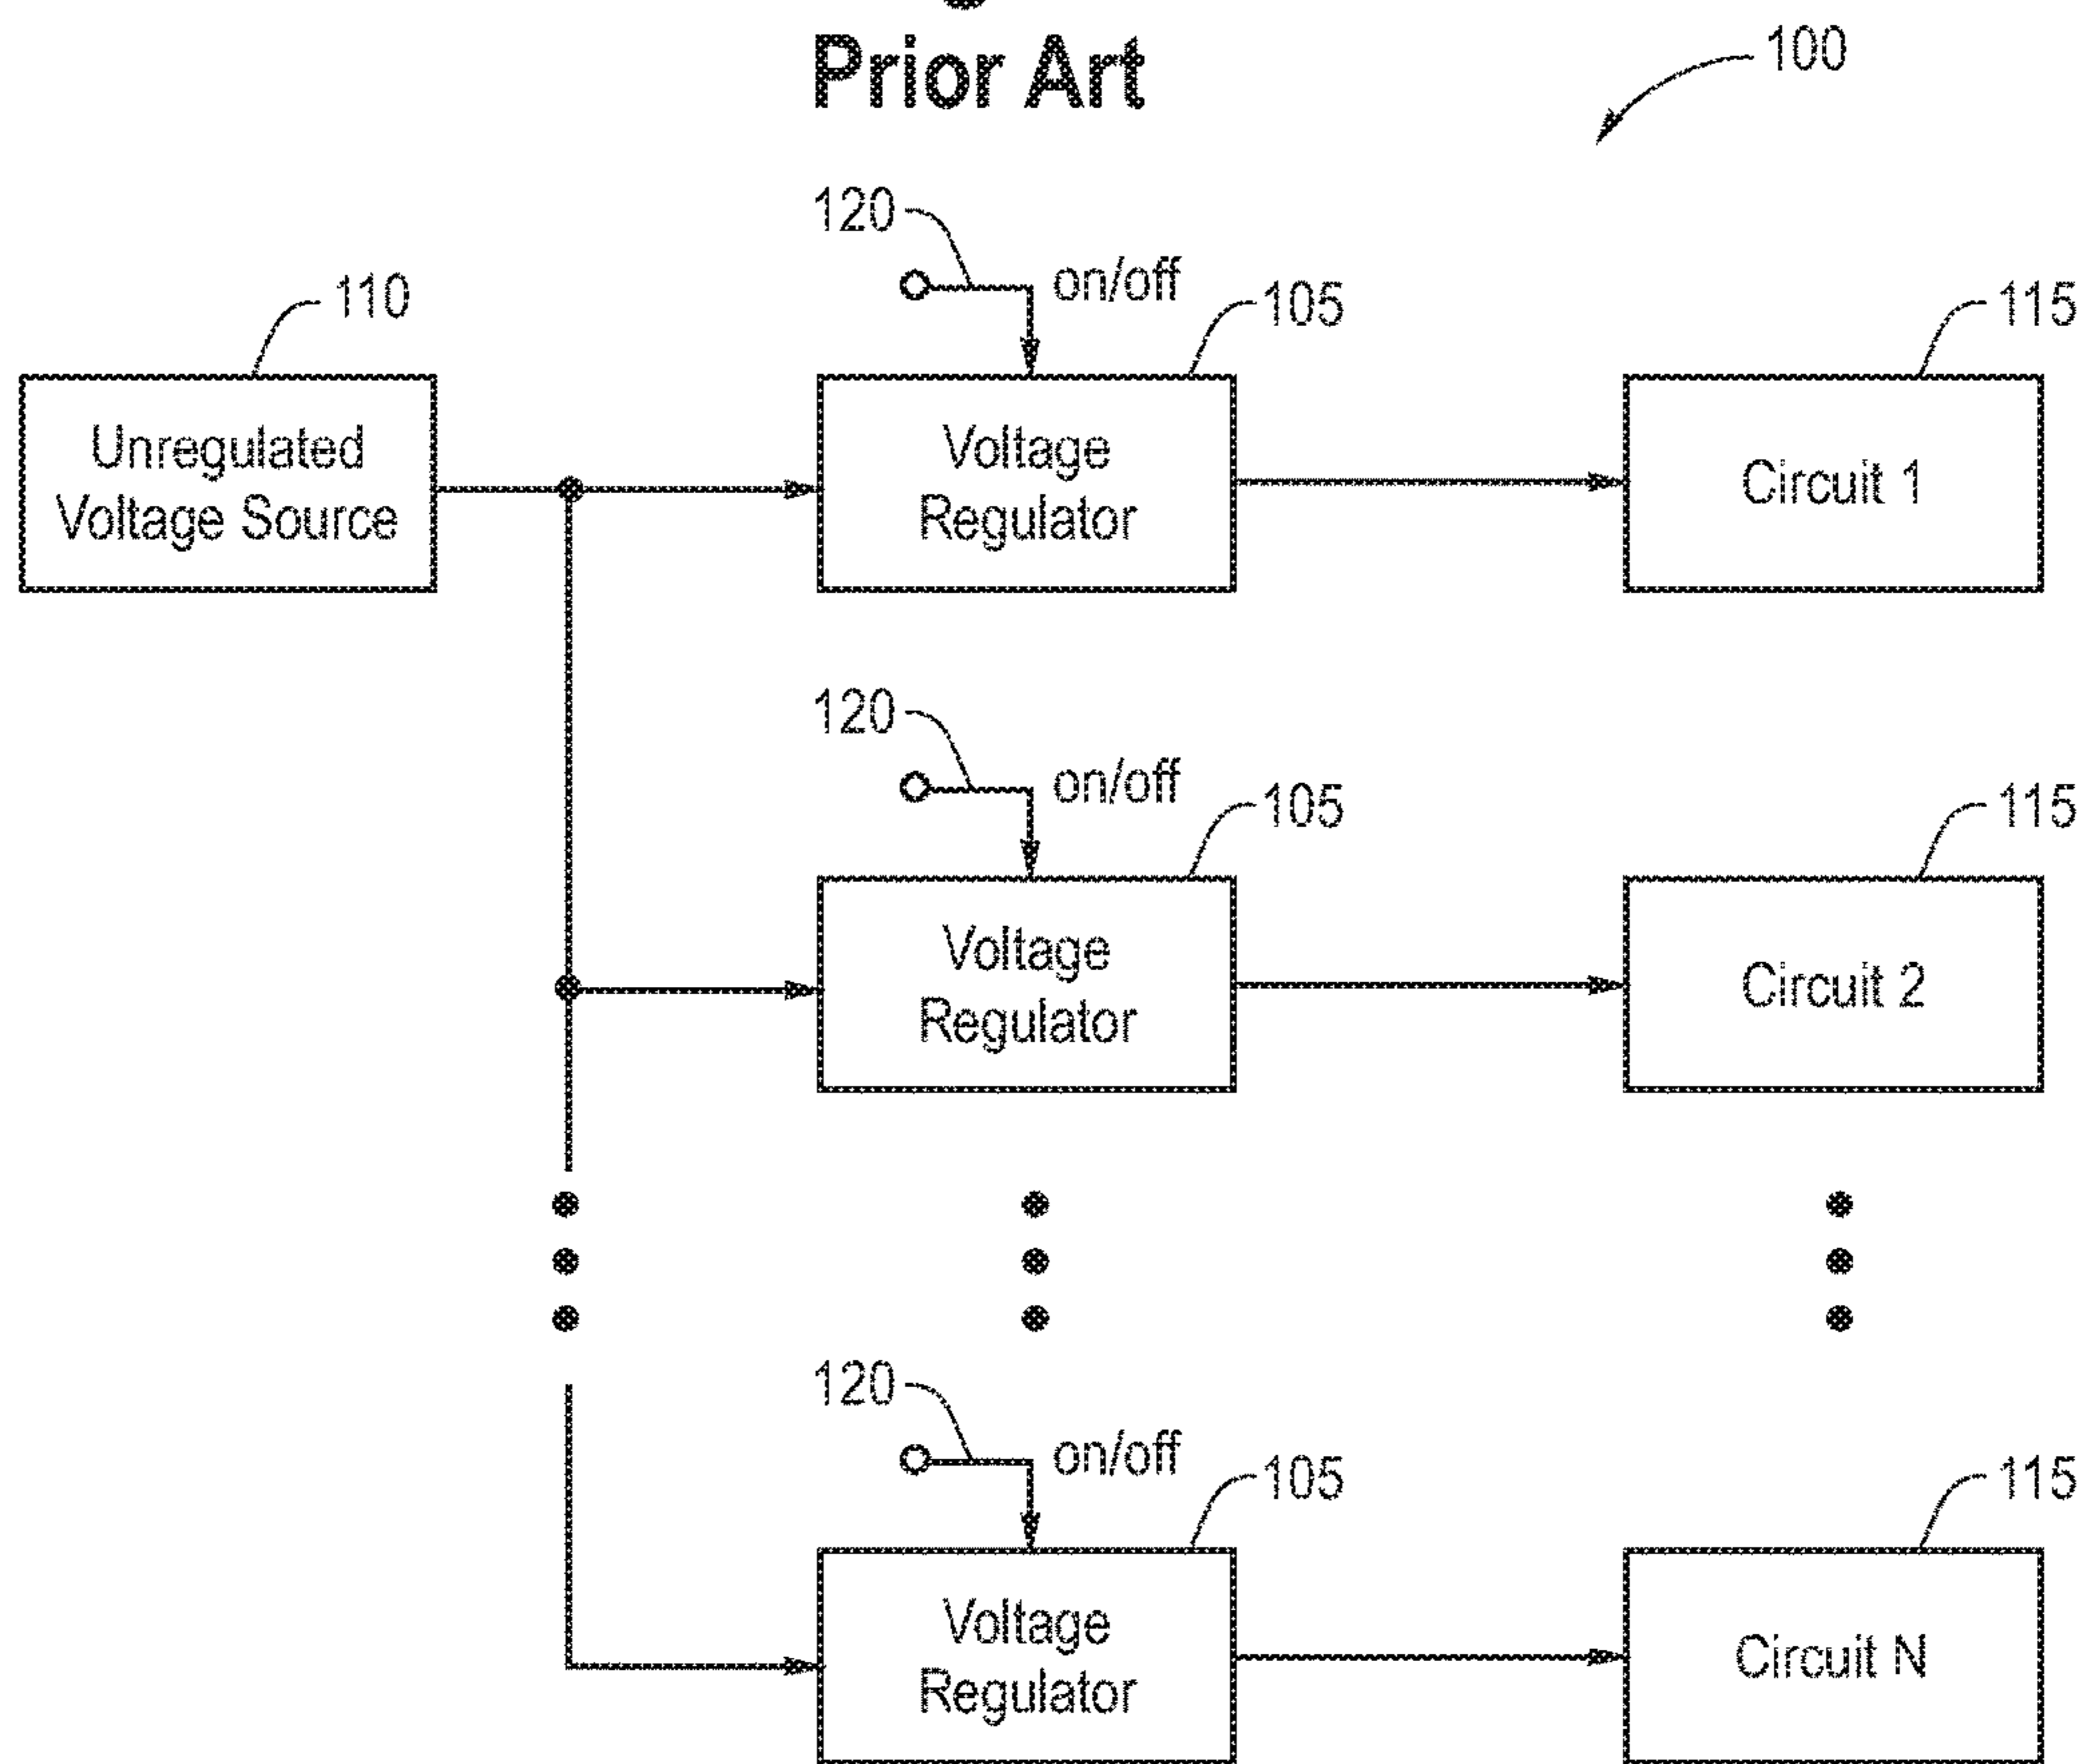 Prior Art
100
120
on/off
110
105
115
Unregulated
Voltage Source
Voltage
Regulator
Circuit 1
120
on/off
105
115
Voltage
Regulator
Circuit 2
120
on/off
105
115
Voltage
Regulator
Circuit N